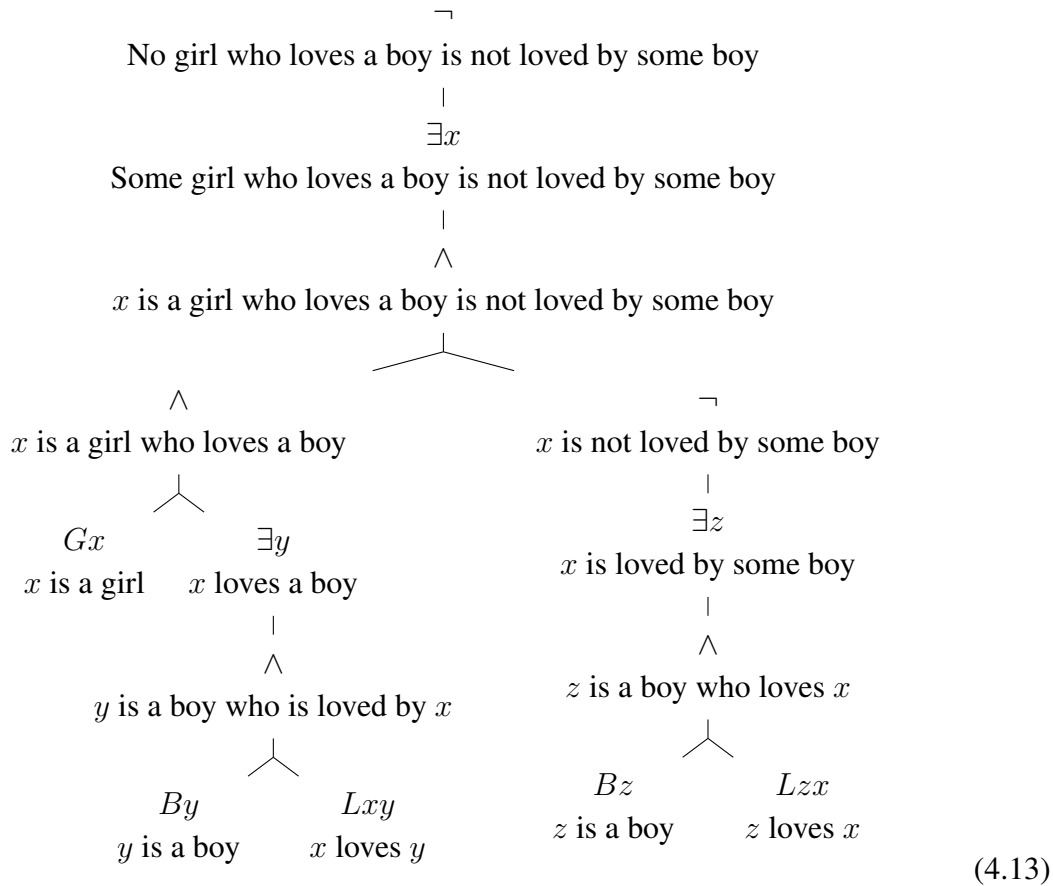 ¬
No girl who loves a boy is not loved by some boy
∃x
Some girl who loves a boy is not loved by some boy
∧
x is a girl who loves a boy is not loved by some boy
∧ ¬
x is a girl who loves a boy x is not loved by some boy
Gx ∃y ∃z
x is a girl x loves a boy x is loved by some boy
∧ ∧
y is a boy who is loved by x z is a boy who loves x
By Lxy Bz Lzx
y is a boy x loves y z is a boy z loves x
(4.13)